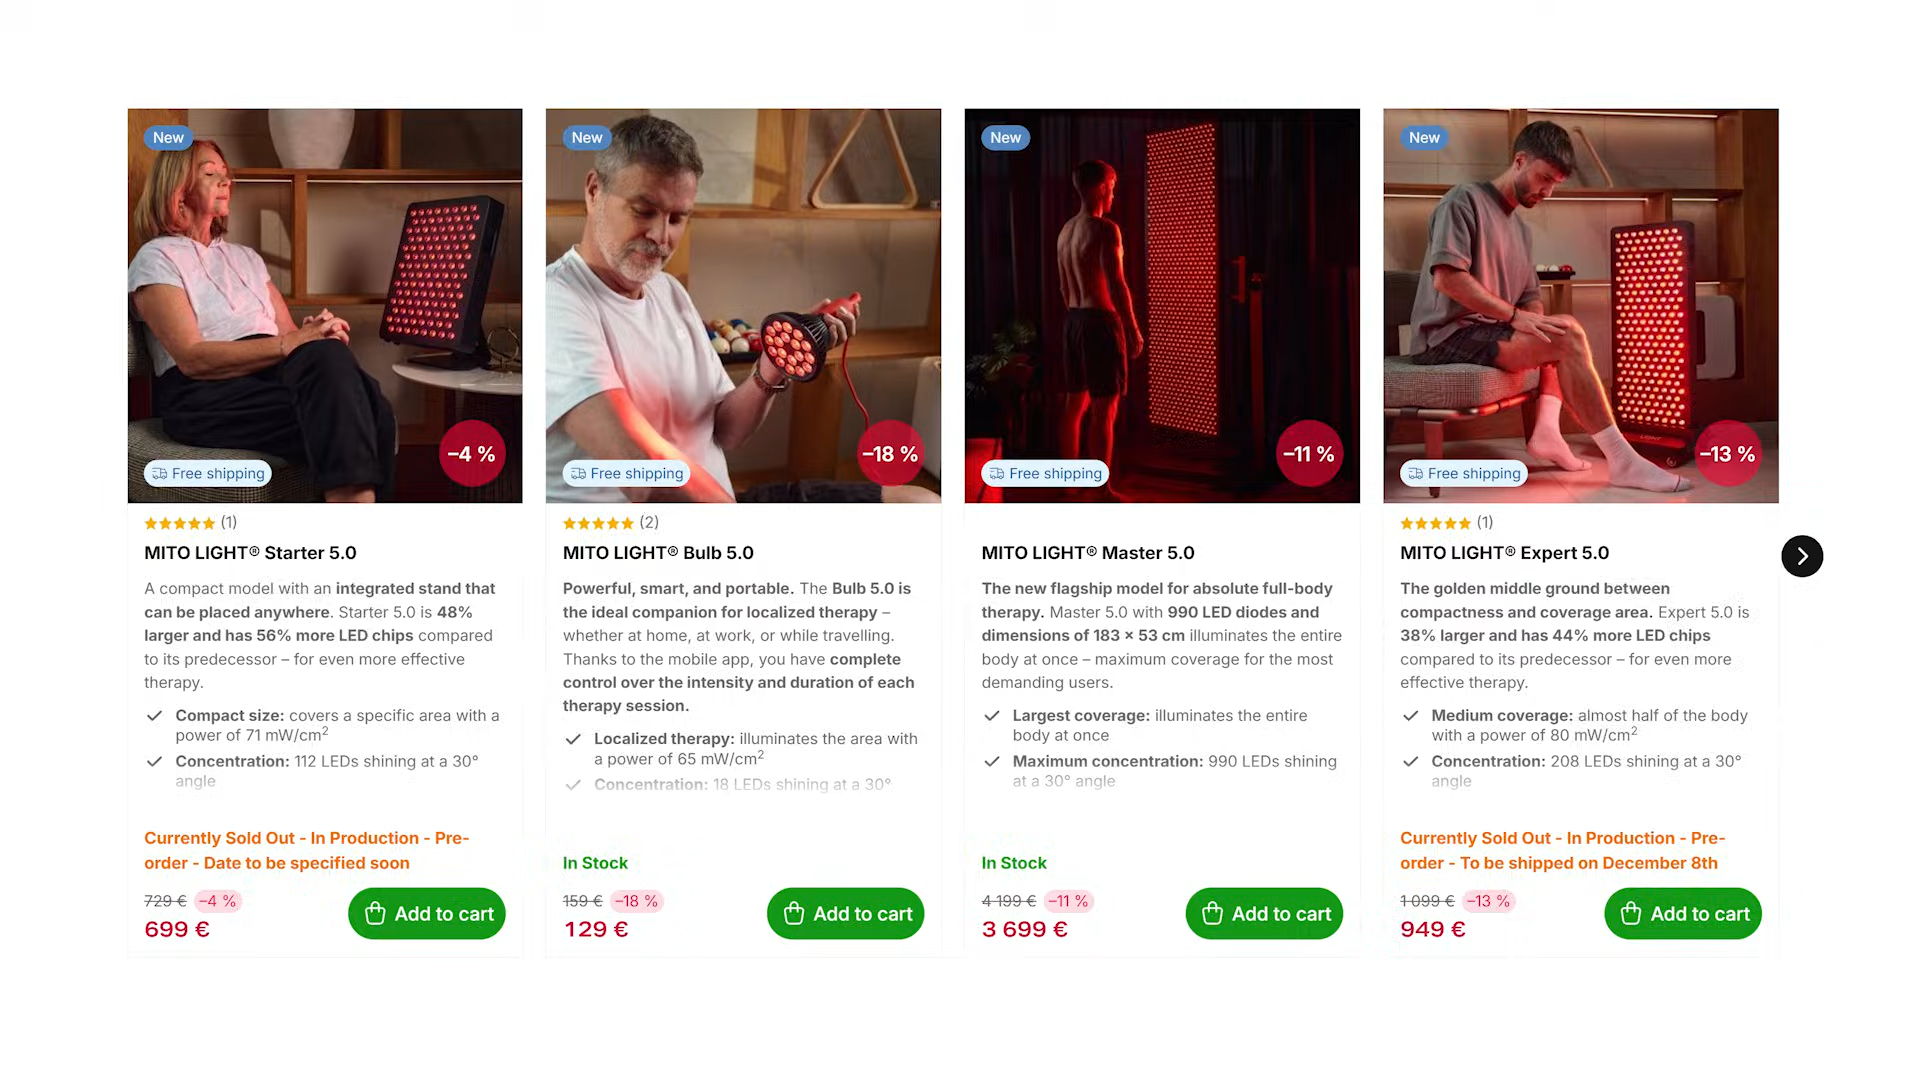 New
–4 %
Free shipping
(1)
MITO LIGHT® Starter 5.0
A compact model with an integrated stand that
can be placed anywhere. Starter 5.0 is 48%
larger and has 56% more LED chips compared
to its predecessor – for even more effective
therapy.
Compact size: covers a specific area with a
power of 71 mW/cm²
Concentration: 112 LEDs shining at a 30°
angle
Currently Sold Out - In Production - Pre-
order - Date to be specified soon
729 € –4 %
699 €
Add to cart
New
–18 %
Free shipping
(2)
MITO LIGHT® Bulb 5.0
Powerful, smart, and portable. The Bulb 5.0 is
the ideal companion for localized therapy –
whether at home, at work, or while travelling.
Thanks to the mobile app, you have complete
control over the intensity and duration of each
therapy session.
Localized therapy: illuminates the area with
a power of 65 mW/cm²
Concentration: 18 LEDs shining at a 30°
In Stock
159 € –18 %
129 €
Add to cart
New
–11 %
Free shipping
MITO LIGHT® Master 5.0
The new flagship model for absolute full-body
therapy. Master 5.0 with 990 LED diodes and
dimensions of 183 × 53 cm illuminates the entire
body at once – maximum coverage for the most
demanding users.
Largest coverage: illuminates the entire
body at once
Maximum concentration: 990 LEDs shining
at a 30° angle
In Stock
4 199 € –11 %
3 699 €
Add to cart
New
–13 %
Free shipping
(1)
MITO LIGHT® Expert 5.0
The golden middle ground between
compactness and coverage area. Expert 5.0 is
38% larger and has 44% more LED chips
compared to its predecessor – for even more
effective therapy.
Medium coverage: almost half of the body
with a power of 80 mW/cm²
Concentration: 208 LEDs shining at a 30°
angle
Currently Sold Out - In Production - Pre-
order - To be shipped on December 8th
1 099 € –13 %
949 €
Add to cart